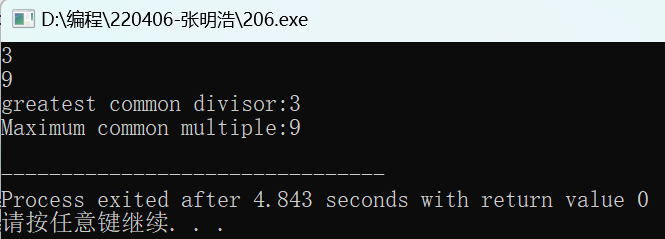 D:\编程\220406-张明浩\206.exe
3
9
greatest common divisor:3
Maximum common multiple:9
--------------------------------
Process exited after 4.843 seconds with return value 0
请按任意键继续. . .